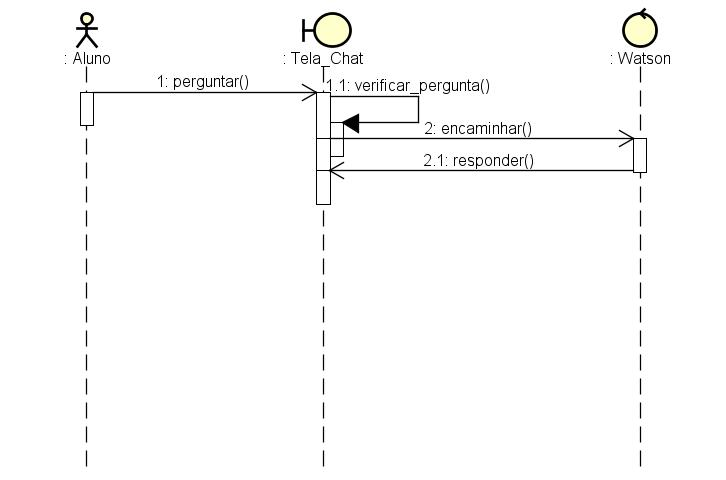 : Aluno
: Tela_Chat
: Watson
1: perguntar()
1.1: verificar_pergunta()
2: encaminhar()
2.1: responder()